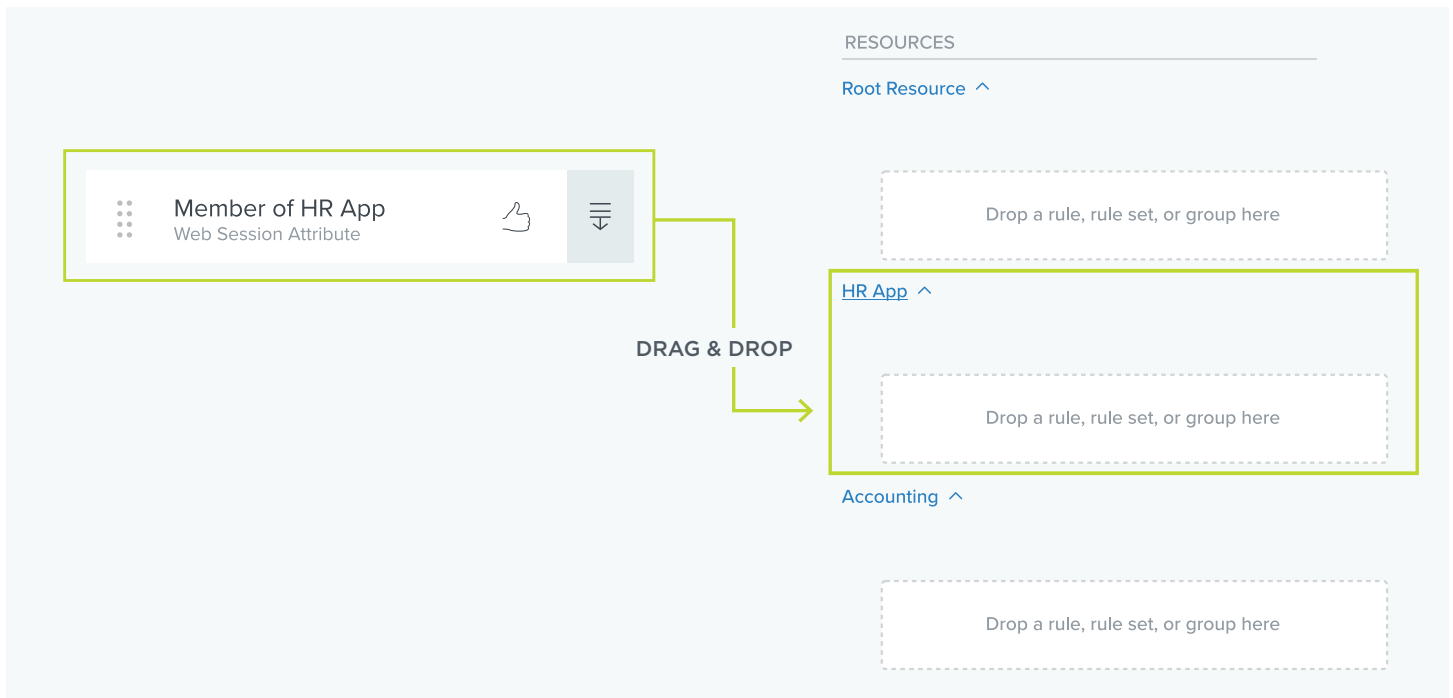 RESOURCES
Root Resource
Member of HR App
Web Session Attribute
Drop a rule, rule set, or group here
HR App
DRAG & DROP
Drop a rule, rule set, or group here
Accounting
Drop a rule, rule set, or group here